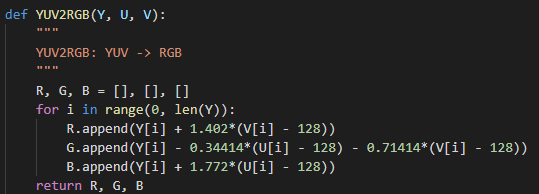 def YUV2RGB(Y, U, V):
    """
    YUV2RGB: YUV -> RGB
    """
    R, G, B = [], [], []
    for i in range(0, len(Y)):
        R.append(Y[i] + 1.402*(V[i] - 128))
        G.append(Y[i] - 0.34414*(U[i] - 128) - 0.71414*(V[i] - 128))
        B.append(Y[i] + 1.772*(U[i] - 128))
    return R, G, B